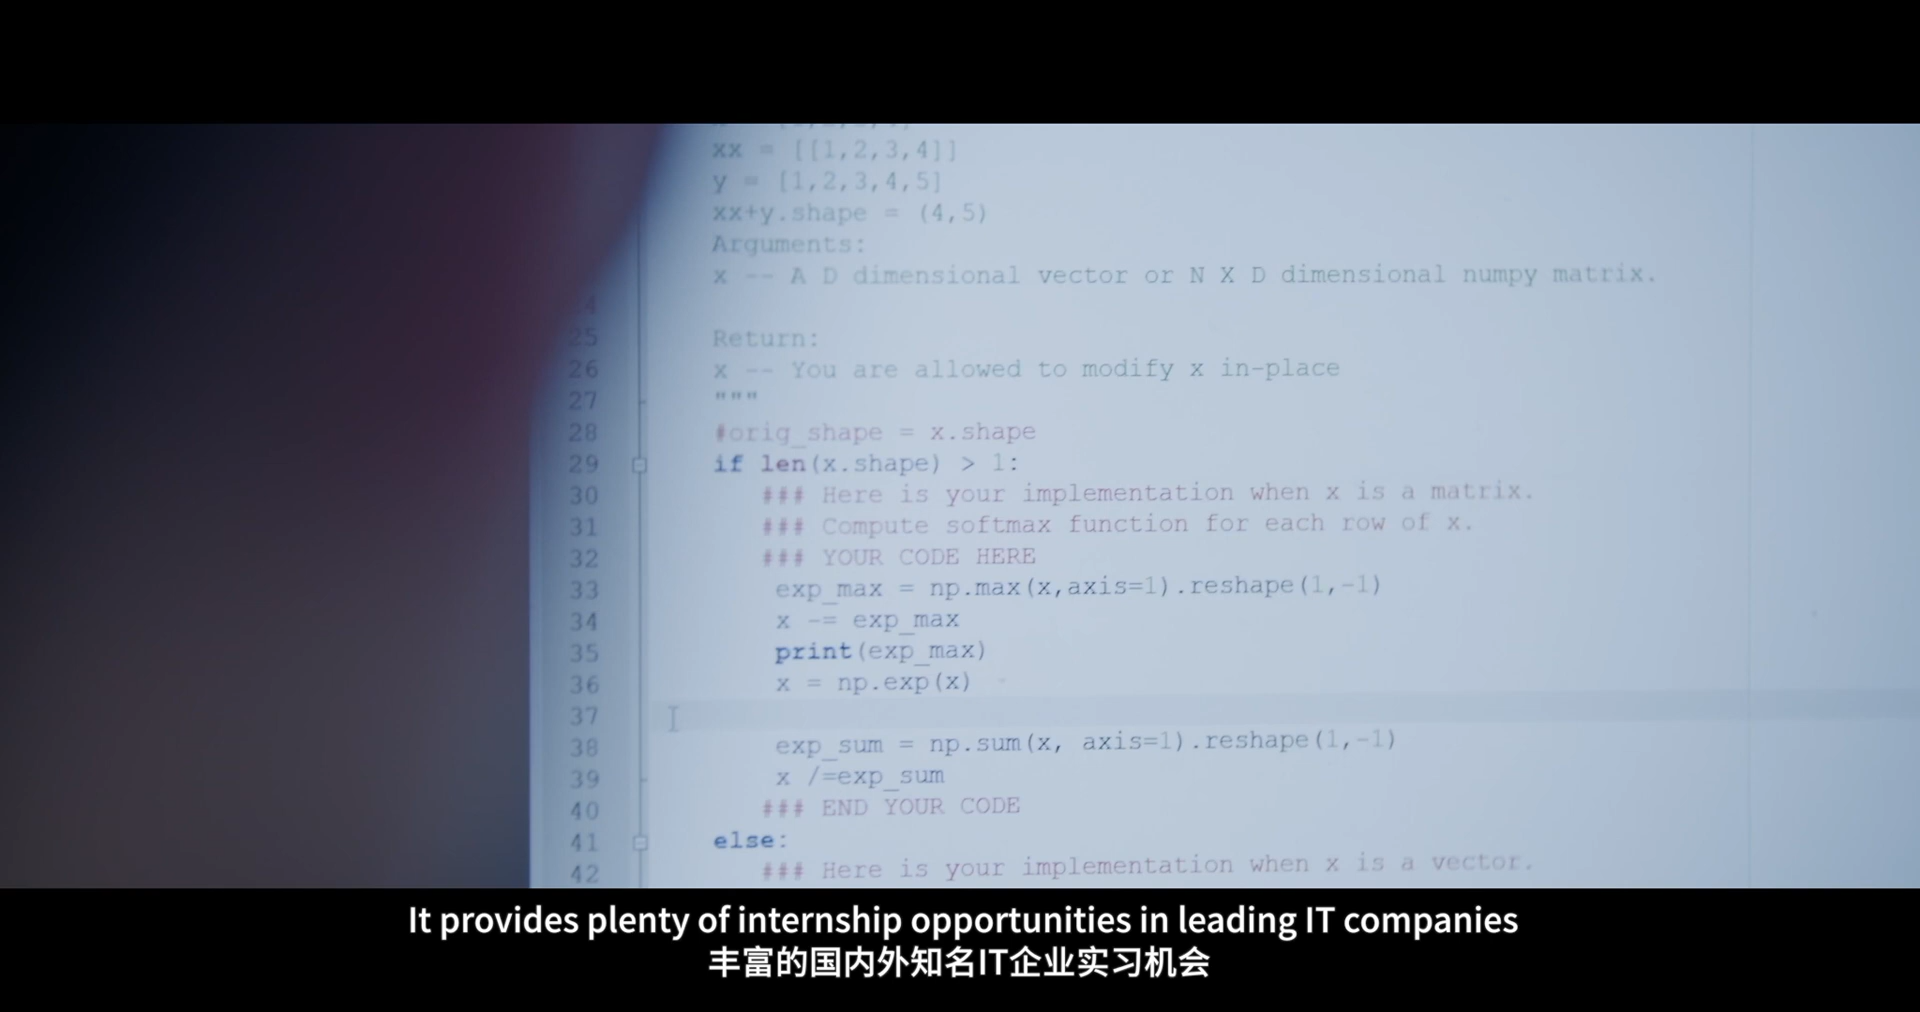 xx = [[1,2,3,4]]
y = [1,2,3,4,5]
xx+y.shape = (4,5)
Arguments:
x -- A D dimensional vector or N X D dimensional numpy matrix.
25 Return:
26 x -- You are allowed to modify x in-place
27 """
28 #orig_shape = x.shape
29 if len(x.shape) > 1:
30 ### Here is your implementation when x is a matrix.
31 ### Compute softmax function for each row of x.
32 ### YOUR CODE HERE
33 exp_max = np.max(x,axis=1).reshape(1,-1)
34 x -= exp_max
35 print(exp_max)
36 x = np.exp(x)
37
38 exp_sum = np.sum(x, axis=1).reshape(1,-1)
39 x /=exp_sum
40 ### END YOUR CODE
41 else:
42 ### Here is your implementation when x is a vector.
It provides plenty of internship opportunities in leading IT companies
丰富的国内外知名IT企业实习机会